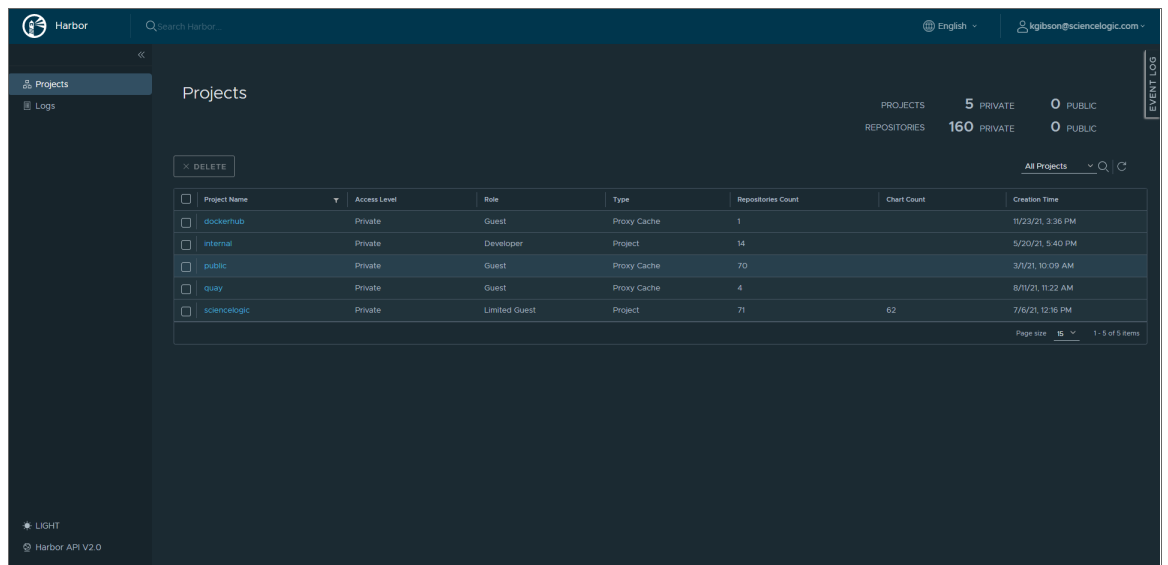 Harbor Search Harbor... English kgibson@sciencelogic.com
«
Projects
Logs
EVENT LOG
Projects
PROJECTS 5 PRIVATE 0 PUBLIC
REPOSITORIES 160 PRIVATE 0 PUBLIC
× DELETE All Projects
Project Name Access Level Role Type Repositories Count Chart Count Creation Time
dockerhub Private Guest Proxy Cache 1 11/23/21, 3:36 PM
internal Private Developer Project 14 5/20/21, 5:40 PM
public Private Guest Proxy Cache 70 3/1/21, 10:09 AM
quay Private Guest Proxy Cache 4 8/11/21, 11:22 AM
sciencelogic Private Limited Guest Project 71 62 7/6/21, 12:16 PM
Page size 15 1 - 5 of 5 items
LIGHT
Harbor API V2.0